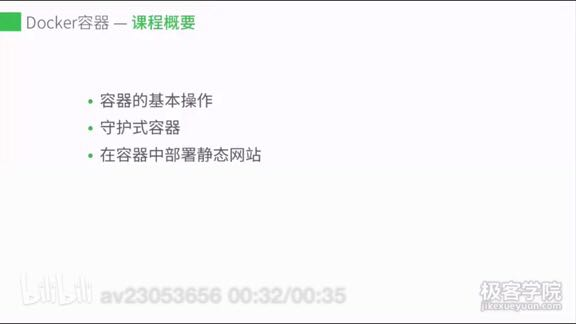 Docker容器 — 课程概要
• 容器的基本操作
• 守护式容器
• 在容器中部署静态网站
bilibili av23053656 00:32/00:35
极客学院
jikexueyuan.com